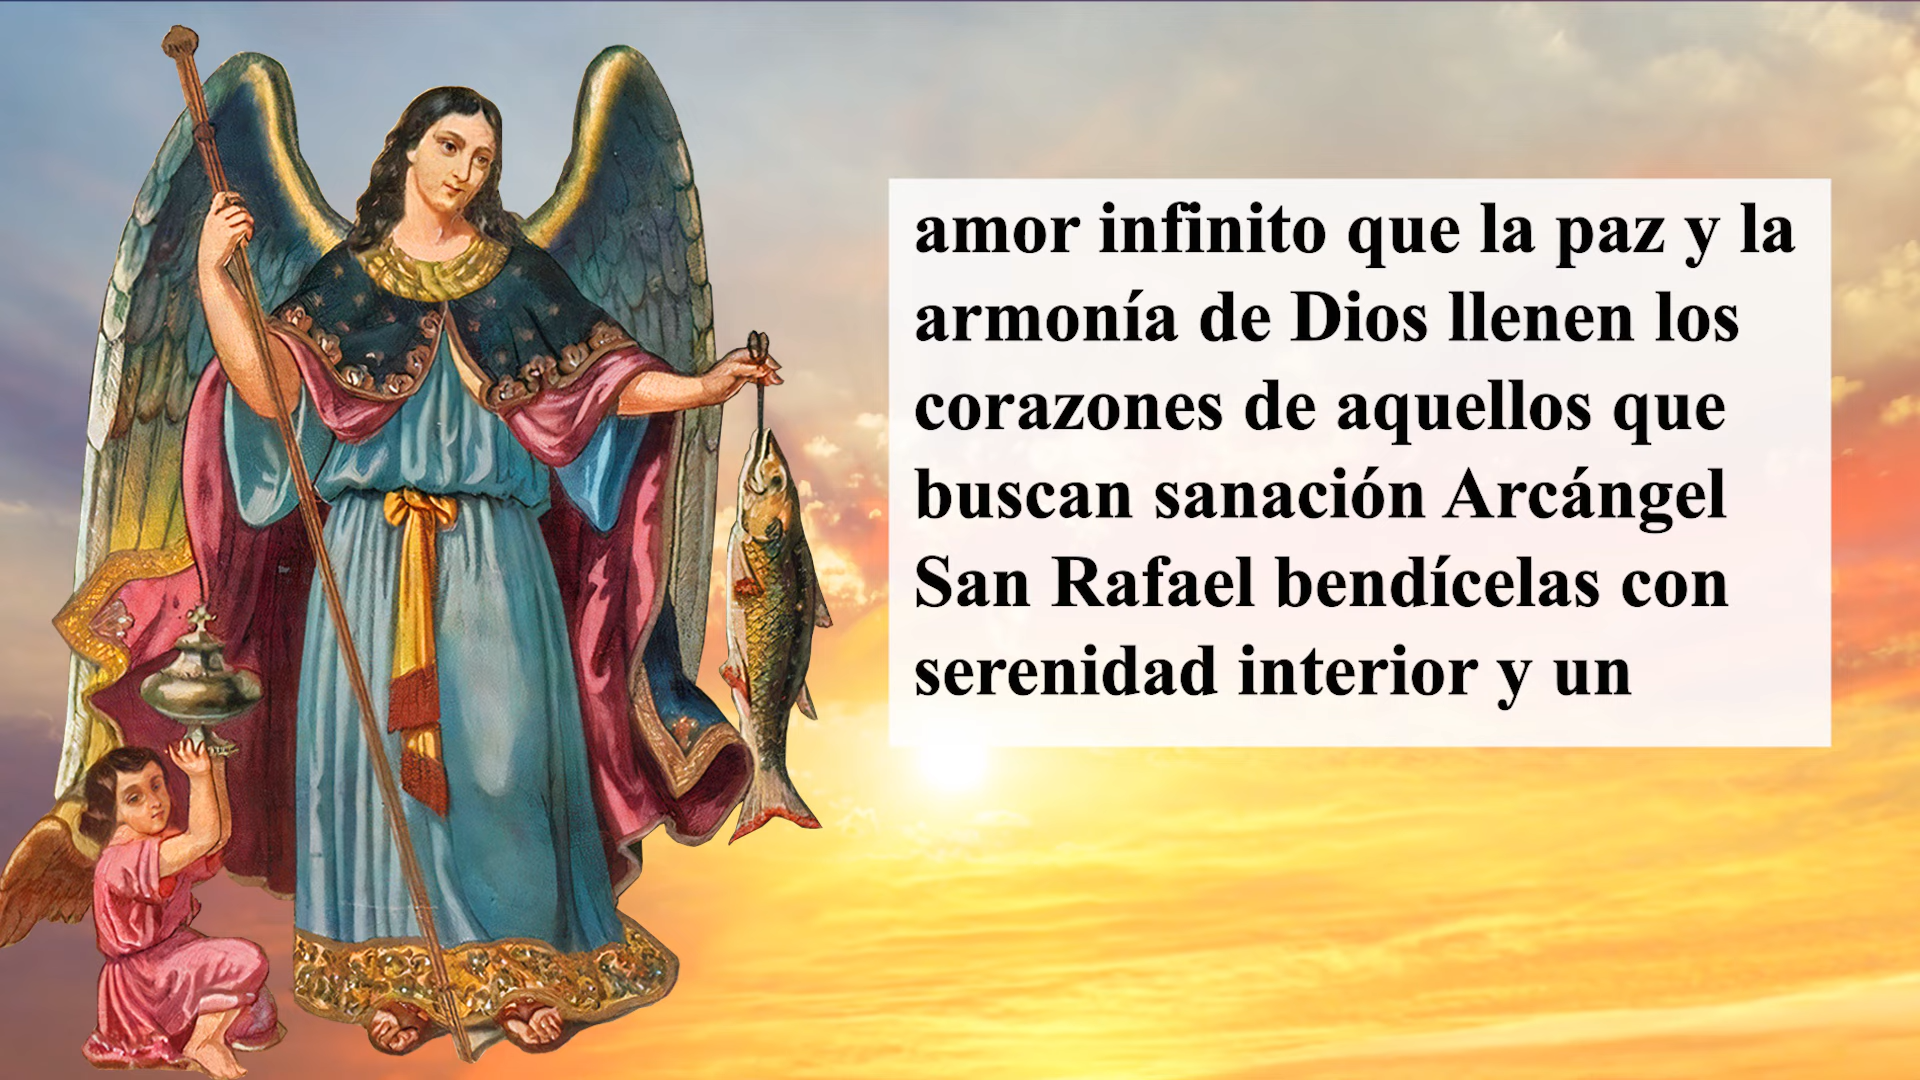 amor infinito que la paz y la
armonía de Dios llenen los
corazones de aquellos que
buscan sanación Arcángel
San Rafael bendícelas con
serenidad interior y un